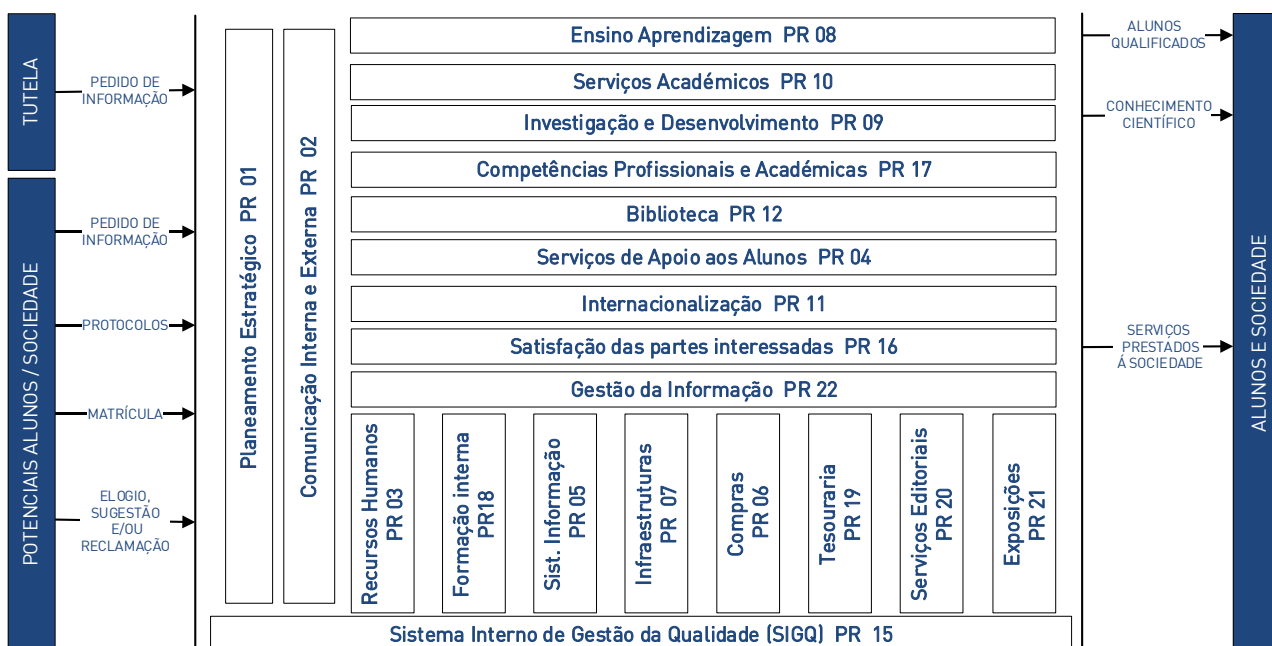 TUTELA
PEDIDO DE
INFORMAÇÃO
POTENCIAIS ALUNOS / SOCIEDADE
PEDIDO DE
INFORMAÇÃO
PROTOCOLOS
MATRÍCULA
ELOGIO,
SUGESTÃO
E/OU
RECLAMAÇÃO
Planeamento Estratégico PR 01
Comunicação Interna e Externa PR 02
Ensino Aprendizagem PR 08
Serviços Académicos PR 10
Investigação e Desenvolvimento PR 09
Competências Profissionais e Académicas PR 17
Biblioteca PR 12
Serviços de Apoio aos Alunos PR 04
Internacionalização PR 11
Satisfação das partes interessadas PR 16
Gestão da Informação PR 22
Recursos Humanos
PR 03
Formação interna
PR18
Sist. Informação
PR 05
Infraestruturas
PR 07
Compras
PR 06
Tesouraria
PR 19
Serviços Editoriais
PR 20
Exposições
PR 21
Sistema Interno de Gestão da Qualidade (SIGQ) PR 15
ALUNOS
QUALIFICADOS
CONHECIMENTO
CIENTÍFICO
SERVIÇOS
PRESTADOS
Á SOCIEDADE
ALUNOS E SOCIEDADE